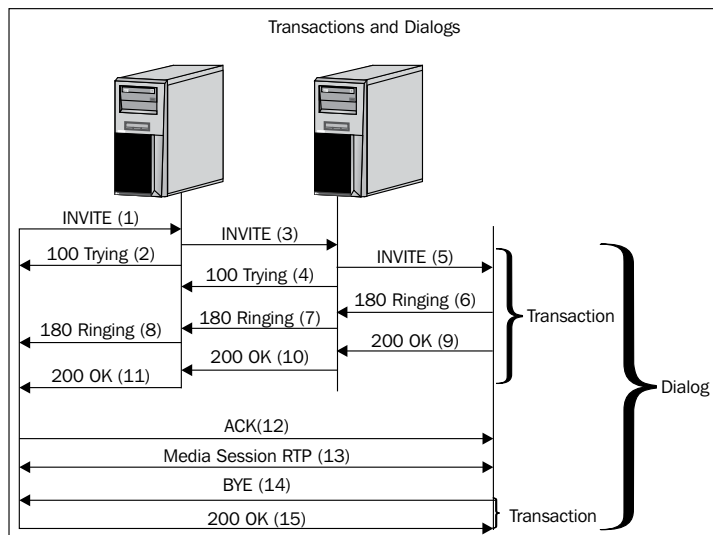 Transactions and Dialogs
INVITE (1)
INVITE (3)
100 Trying (2)
INVITE (5)
100 Trying (4)
180 Ringing (6)
Transaction
180 Ringing (7)
180 Ringing (8)
200 OK (9)
200 OK (10)
200 OK (11)
Dialog
ACK(12)
Media Session RTP (13)
BYE (14)
200 OK (15)
Transaction